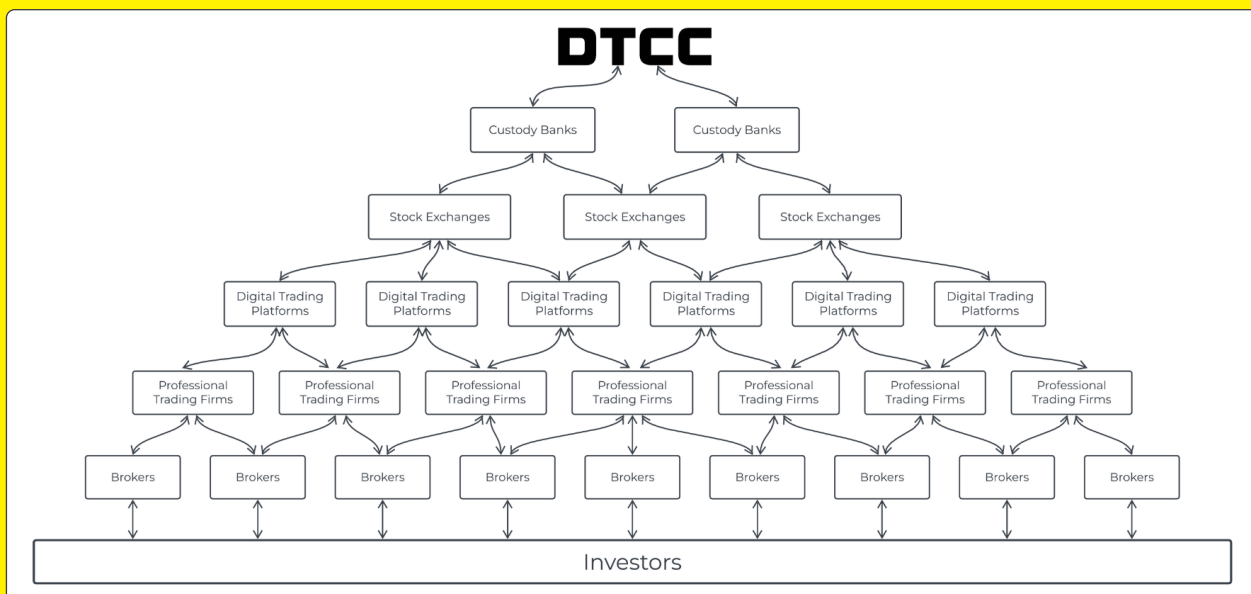 DTCC
Custody Banks
Custody Banks
Stock Exchanges
Stock Exchanges
Stock Exchanges
Digital Trading
Platforms
Digital Trading
Platforms
Digital Trading
Platforms
Digital Trading
Platforms
Digital Trading
Platforms
Digital Trading
Platforms
Professional
Trading Firms
Professional
Trading Firms
Professional
Trading Firms
Professional
Trading Firms
Professional
Trading Firms
Professional
Trading Firms
Professional
Trading Firms
Brokers
Brokers
Brokers
Brokers
Brokers
Brokers
Brokers
Brokers
Brokers
Investors